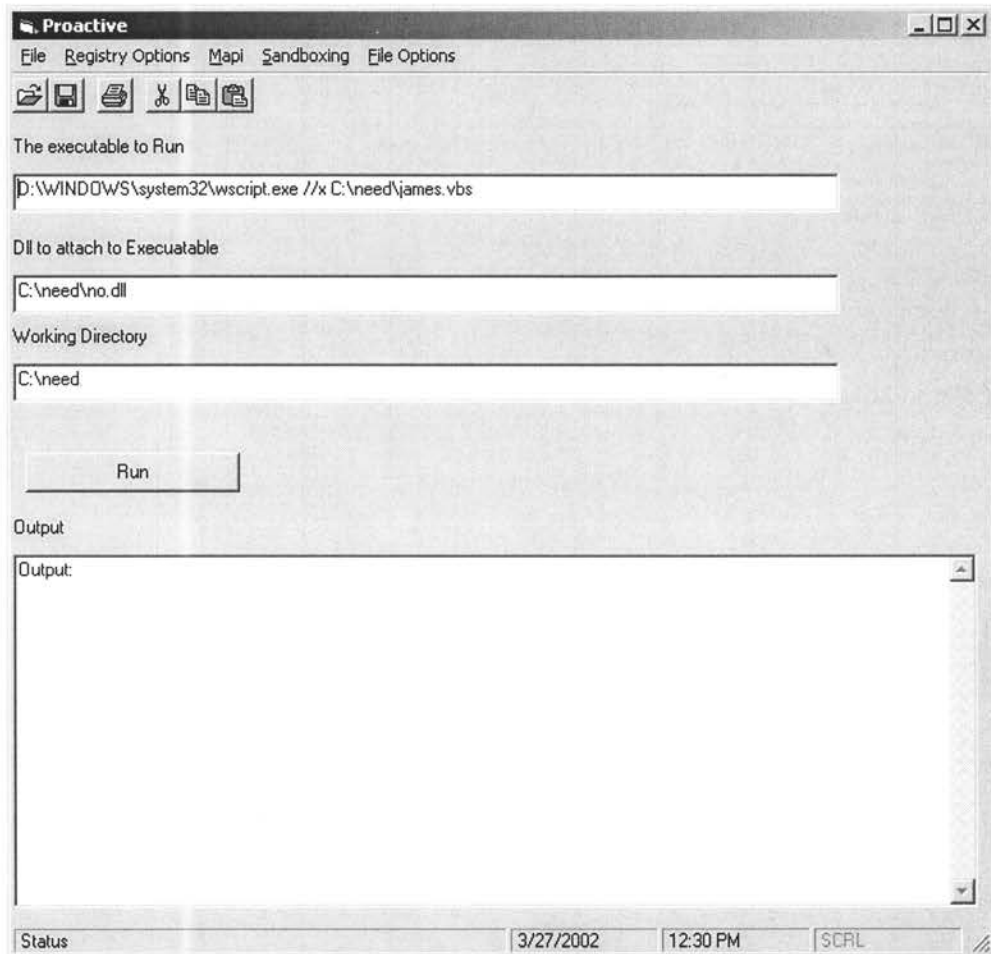 Proactive
File Registry Options Mapi Sandboxing File Options
The executable to Run
D:\WINDOWS\system32\wscript.exe //x C:\need\james.vbs
Dll to attach to Execuatable
C:\need\no.dll
Working Directory
C:\need
Run
Output
Output:
Status 3/27/2002 12:30 PM SCRL